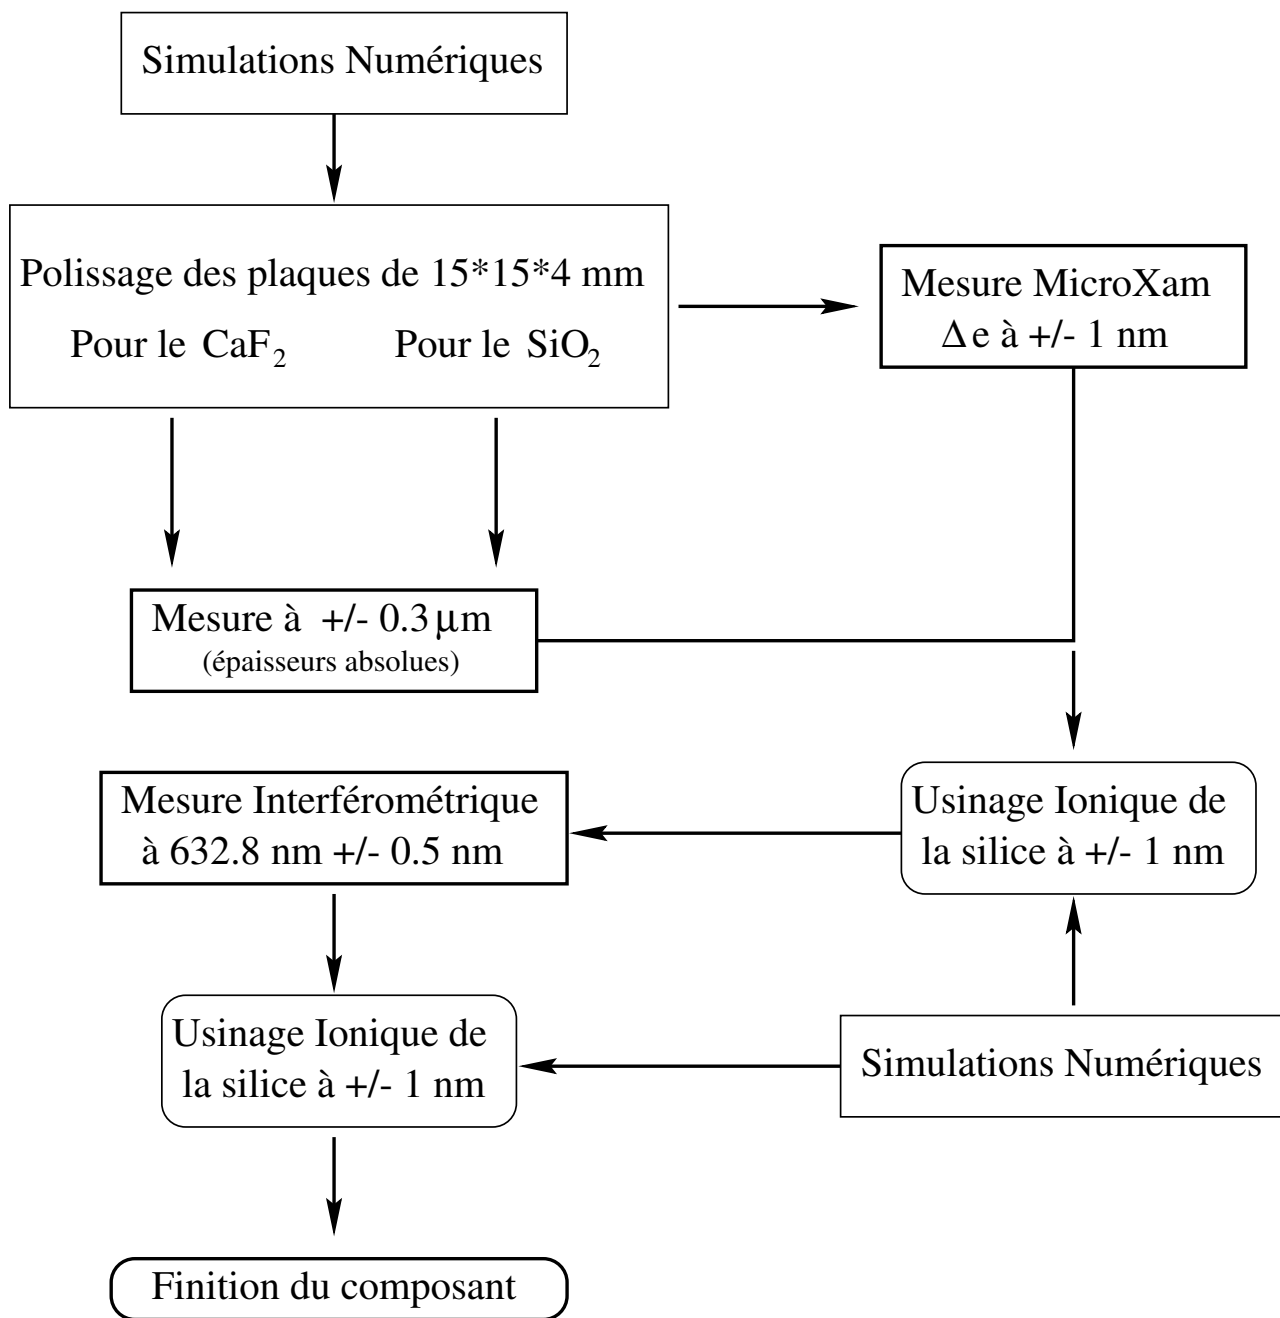 Simulations Numériques
Polissage des plaques de 15*15*4 mm
Pour le CaF₂ Pour le SiO₂
Mesure MicroXam
Δe à +/- 1 nm
Mesure à +/- 0.3 μm
(épaisseurs absolues)
Usinage Ionique de
la silice à +/- 1 nm
Mesure Interférométrique
à 632.8 nm +/- 0.5 nm
Usinage Ionique de
la silice à +/- 1 nm
Simulations Numériques
Finition du composant